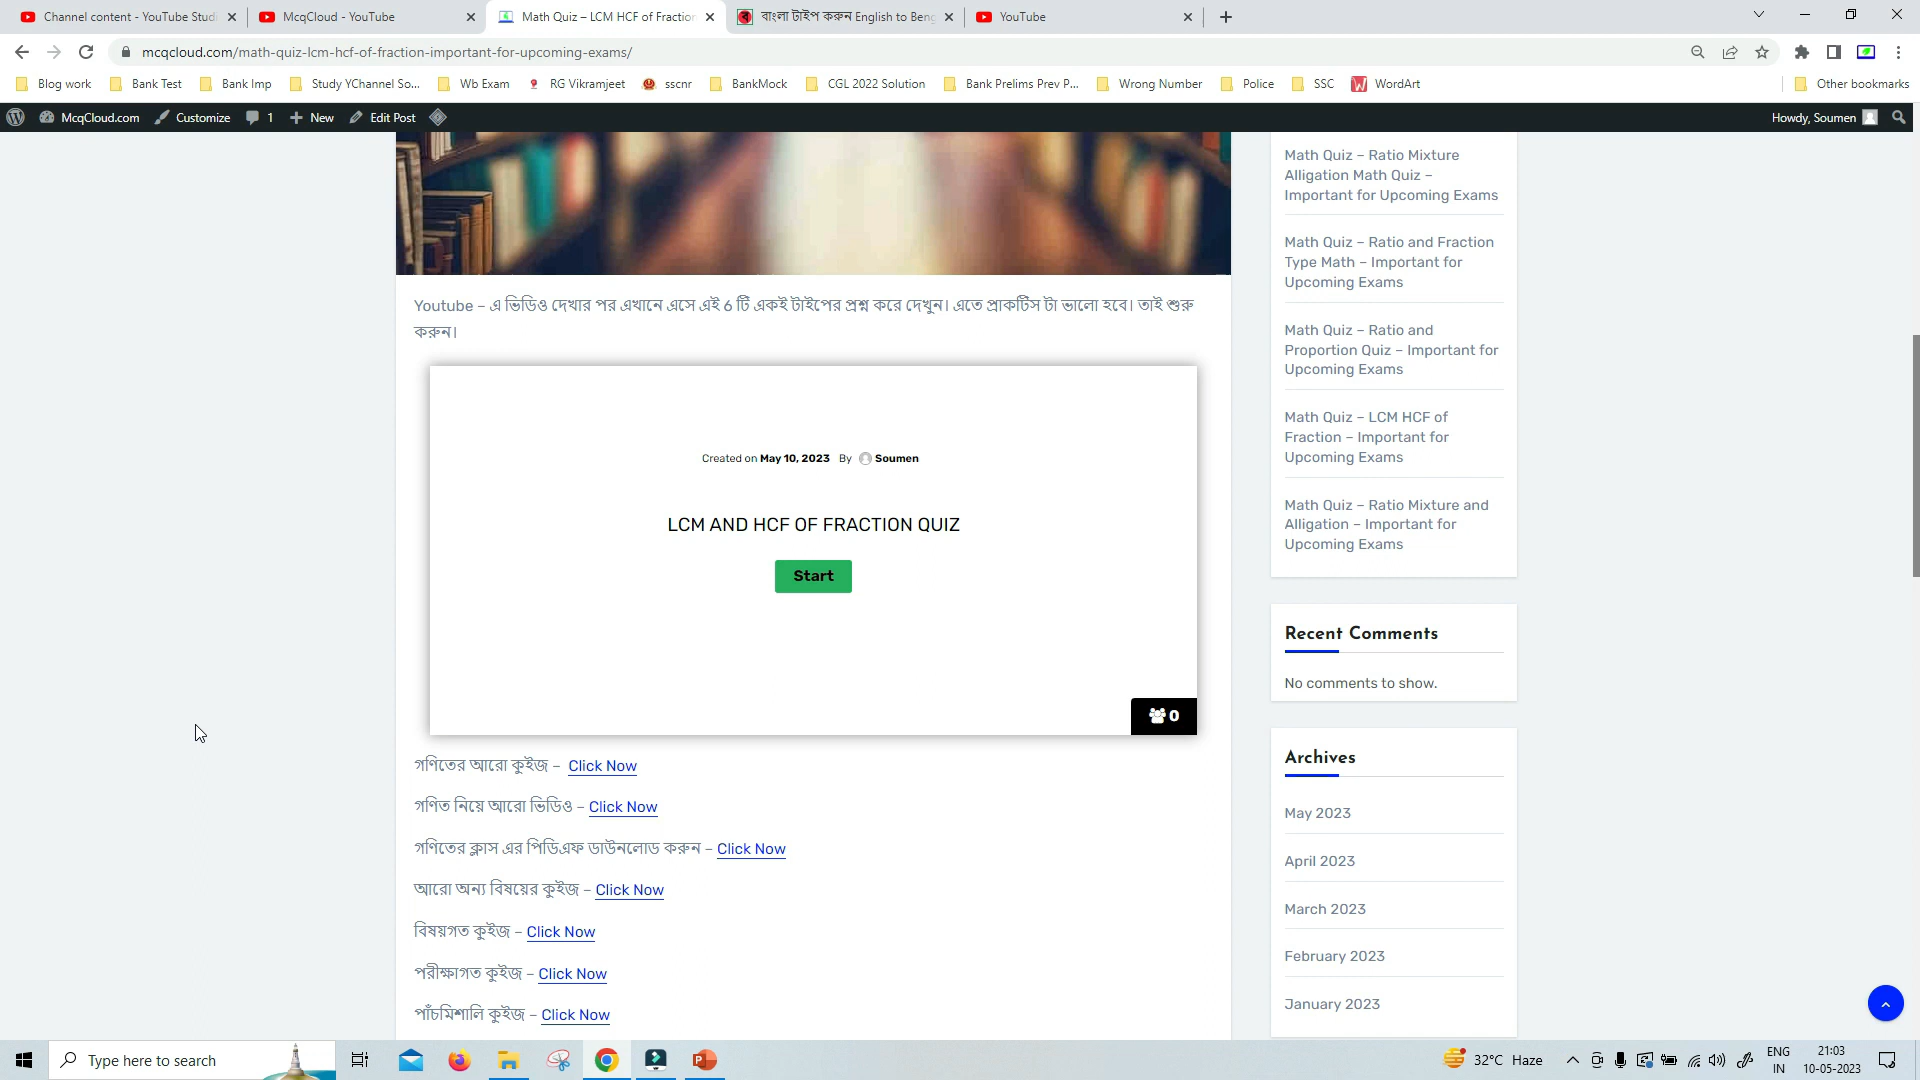 Channel content - YouTube Studi
McqCloud - YouTube
Math Quiz – LCM HCF of Fraction
বাংলা টাইপ করুন English to Beng
YouTube
mcqcloud.com/math-quiz-lcm-hcf-of-fraction-important-for-upcoming-exams/
Blog work
Bank Test
Bank Imp
Study YChannel So...
Wb Exam
RG Vikramjeet
sscnr
BankMock
CGL 2022 Solution
Bank Prelims Prev P...
Wrong Number
Police
SSC
WordArt
Other bookmarks
McqCloud.com
Customize
1
New
Edit Post
Howdy, Soumen
Youtube – এ ভিডিও দেখার পর এখানে এসে এই 6 টি একই টাইপের প্রশ্ন করে দেখুন। এতে প্রাকটিস টা ভালো হবে। তাই শুরু
করুন।
Created on May 10, 2023 By Soumen
LCM AND HCF OF FRACTION QUIZ
Start
0
গণিতের আরো কুইজ – Click Now
গণিত নিয়ে আরো ভিডিও – Click Now
গণিতের ক্লাস এর পিডিএফ ডাউনলোড করুন – Click Now
আরো অন্য বিষয়ের কুইজ – Click Now
বিষয়গত কুইজ – Click Now
পরীক্ষাগত কুইজ – Click Now
পাঁচমিশালি কুইজ – Click Now
Math Quiz – Ratio Mixture
Alligation Math Quiz –
Important for Upcoming Exams
Math Quiz – Ratio and Fraction
Type Math – Important for
Upcoming Exams
Math Quiz – Ratio and
Proportion Quiz – Important for
Upcoming Exams
Math Quiz – LCM HCF of
Fraction – Important for
Upcoming Exams
Math Quiz – Ratio Mixture and
Alligation – Important for
Upcoming Exams
Recent Comments
No comments to show.
Archives
May 2023
April 2023
March 2023
February 2023
January 2023
Type here to search
32°C Haze
ENG
IN
21:03
10-05-2023